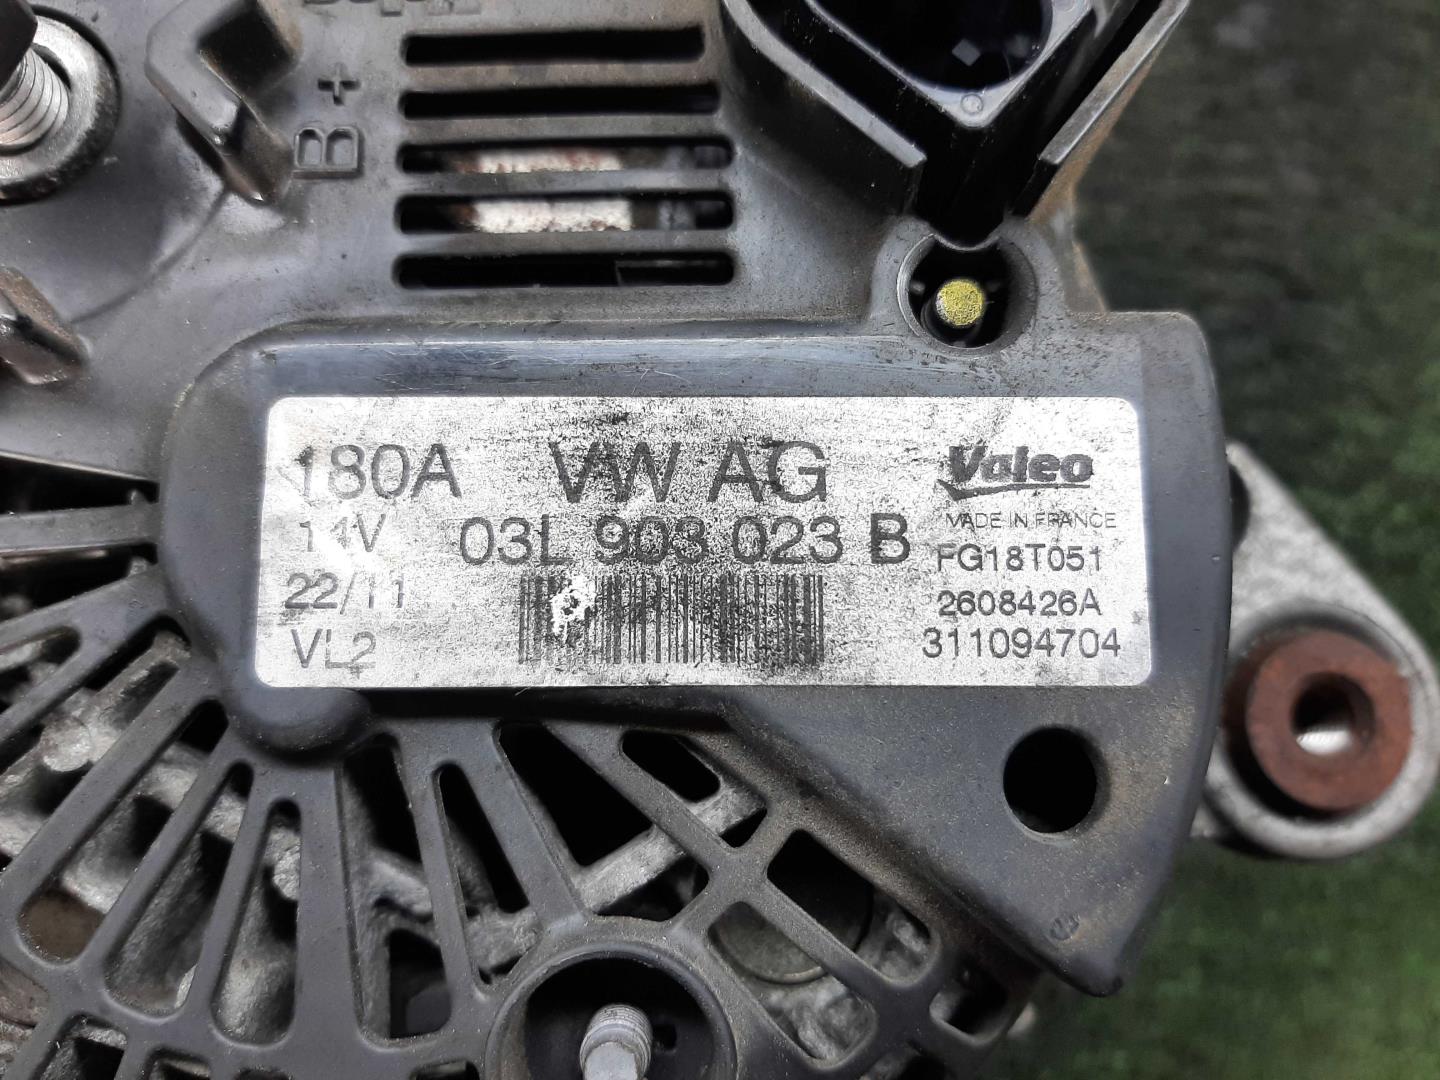 B+
180A VW AG Valeo
14V 03L 903 023 B MADE IN FRANCE
FG18T051
22/11 2608426A
VL2 311094704